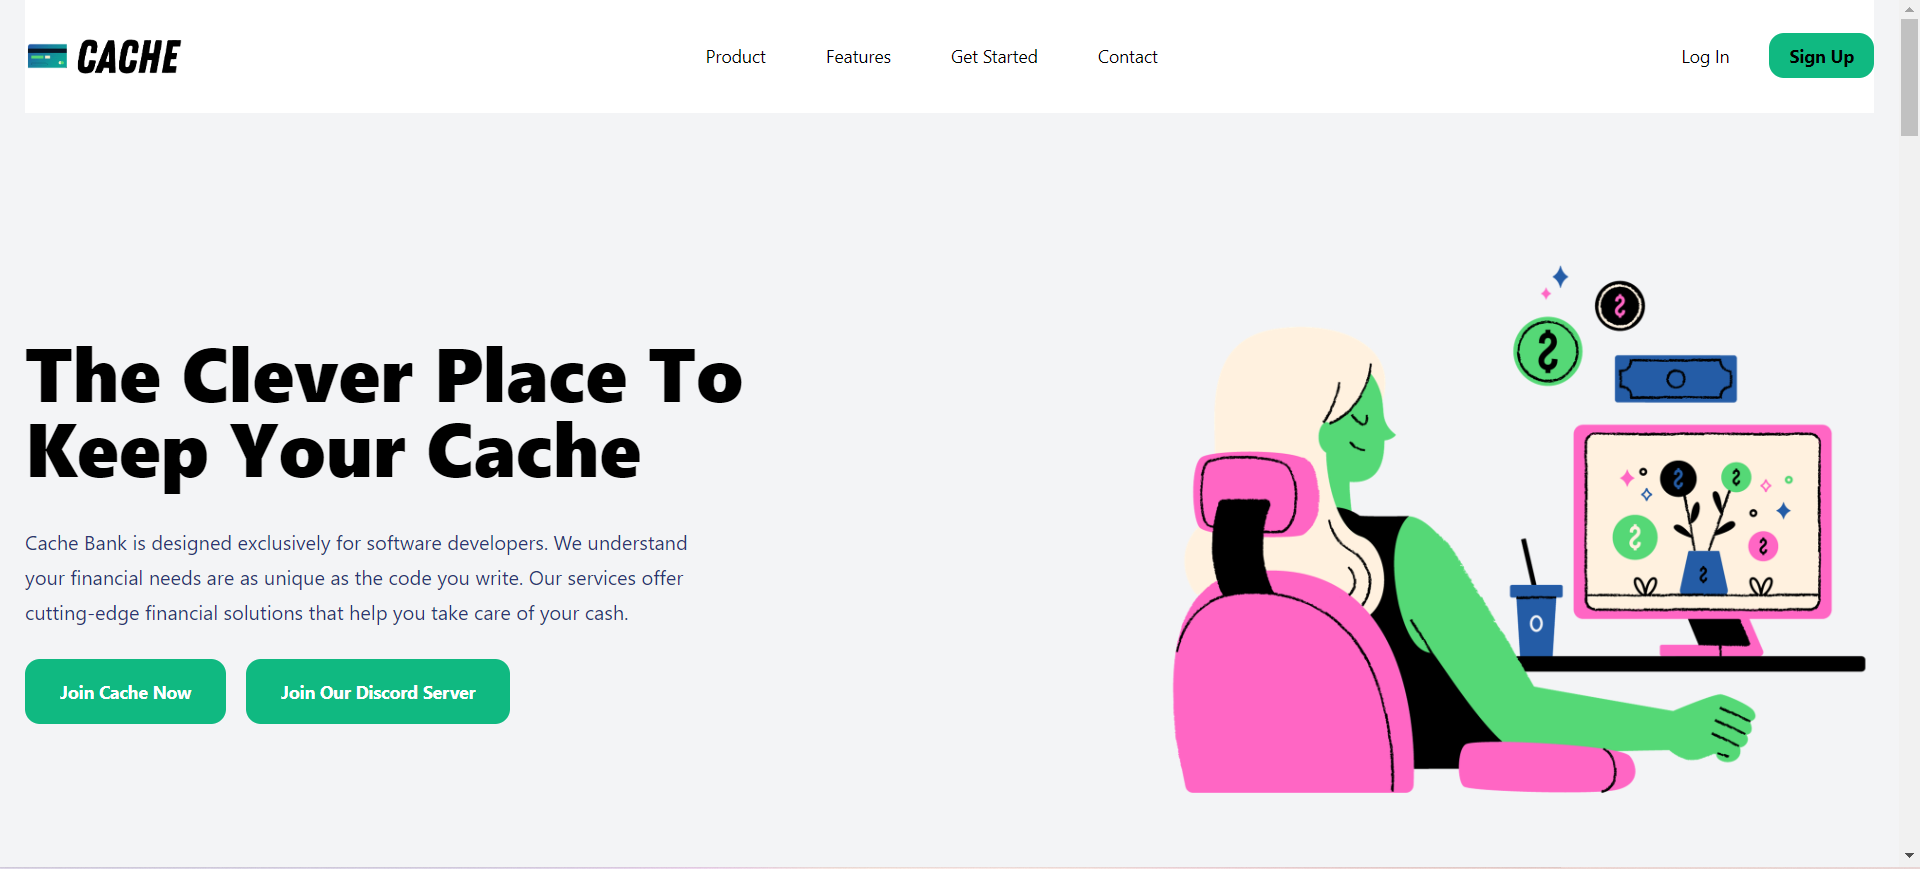 CACHE
Product
Features
Get Started
Contact
Log In
Sign Up
The Clever Place To
Keep Your Cache
Cache Bank is designed exclusively for software developers. We understand
your financial needs are as unique as the code you write. Our services offer
cutting-edge financial solutions that help you take care of your cash.
Join Cache Now
Join Our Discord Server